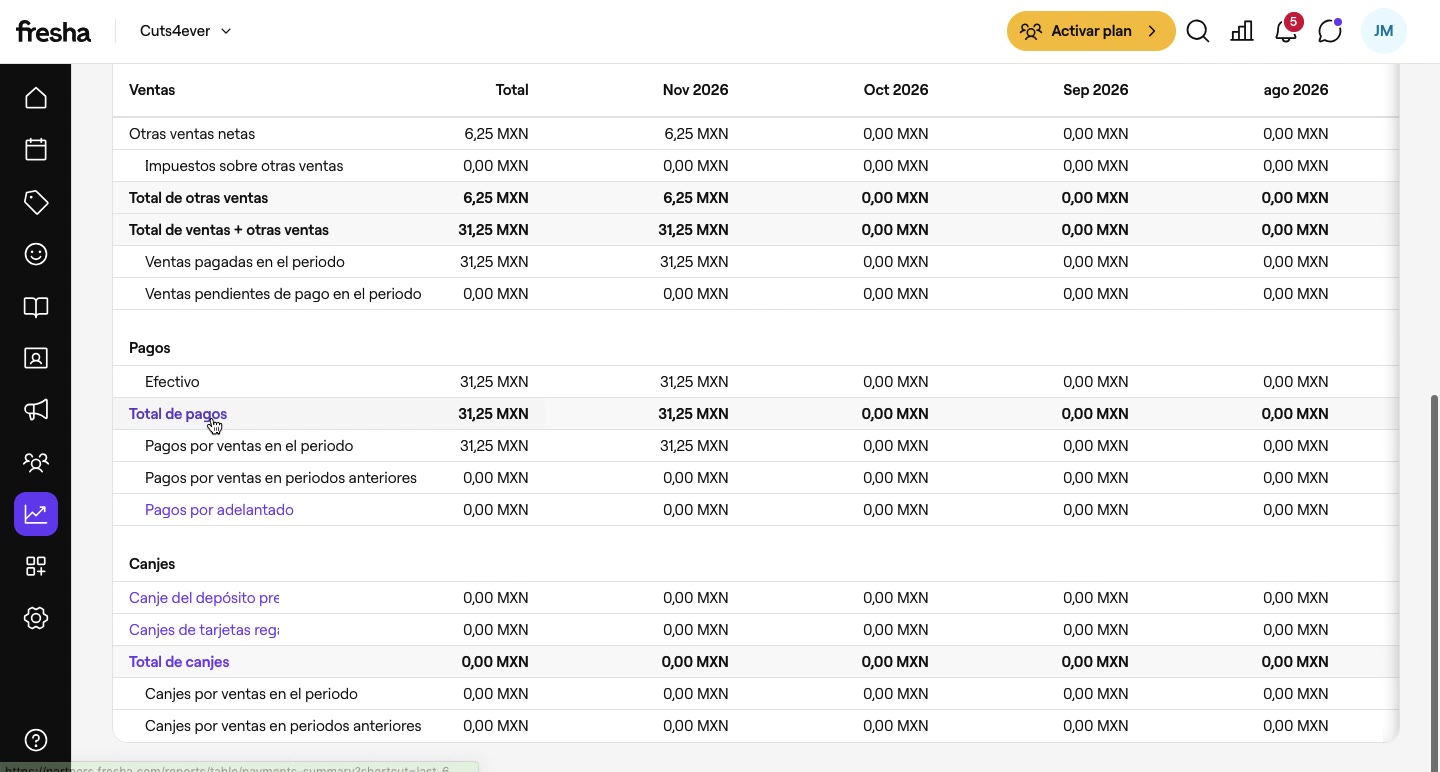 fresha Cuts4ever Activar plan 5 JM
Ventas Total Nov 2026 Oct 2026 Sep 2026 ago 2026
Otras ventas netas 6,25 MXN 6,25 MXN 0,00 MXN 0,00 MXN 0,00 MXN
Impuestos sobre otras ventas 0,00 MXN 0,00 MXN 0,00 MXN 0,00 MXN 0,00 MXN
Total de otras ventas 6,25 MXN 6,25 MXN 0,00 MXN 0,00 MXN 0,00 MXN
Total de ventas + otras ventas 31,25 MXN 31,25 MXN 0,00 MXN 0,00 MXN 0,00 MXN
Ventas pagadas en el periodo 31,25 MXN 31,25 MXN 0,00 MXN 0,00 MXN 0,00 MXN
Ventas pendientes de pago en el periodo 0,00 MXN 0,00 MXN 0,00 MXN 0,00 MXN 0,00 MXN
Pagos
Efectivo 31,25 MXN 31,25 MXN 0,00 MXN 0,00 MXN 0,00 MXN
Total de pagos 31,25 MXN 31,25 MXN 0,00 MXN 0,00 MXN 0,00 MXN
Pagos por ventas en el periodo 31,25 MXN 31,25 MXN 0,00 MXN 0,00 MXN 0,00 MXN
Pagos por ventas en periodos anteriores 0,00 MXN 0,00 MXN 0,00 MXN 0,00 MXN 0,00 MXN
Pagos por adelantado 0,00 MXN 0,00 MXN 0,00 MXN 0,00 MXN 0,00 MXN
Canjes
Canje del depósito pre 0,00 MXN 0,00 MXN 0,00 MXN 0,00 MXN 0,00 MXN
Canjes de tarjetas rega 0,00 MXN 0,00 MXN 0,00 MXN 0,00 MXN 0,00 MXN
Total de canjes 0,00 MXN 0,00 MXN 0,00 MXN 0,00 MXN 0,00 MXN
Canjes por ventas en el periodo 0,00 MXN 0,00 MXN 0,00 MXN 0,00 MXN 0,00 MXN
Canjes por ventas en periodos anteriores 0,00 MXN 0,00 MXN 0,00 MXN 0,00 MXN 0,00 MXN
https://partners.fresha.com/reports/table/payments-summary?shortcut=last_6